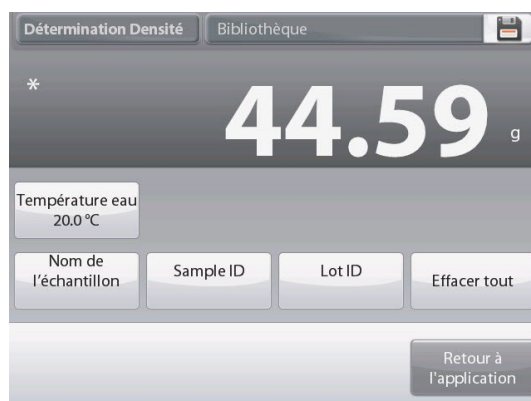 Détermination Densité
Bibliothèque
*
44.59 g
Température eau
20.0 °C
Nom de
l'échantillon
Sample ID
Lot ID
Effacer tout
Retour à
l'application